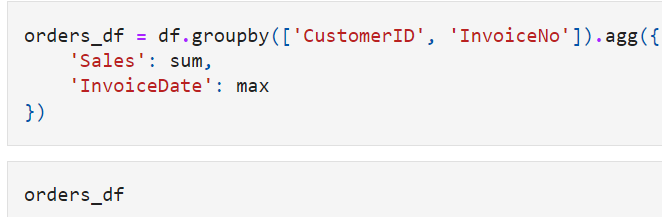 orders_df = df.groupby(['CustomerID', 'InvoiceNo']).agg({
    'Sales': sum,
    'InvoiceDate': max
})
orders_df